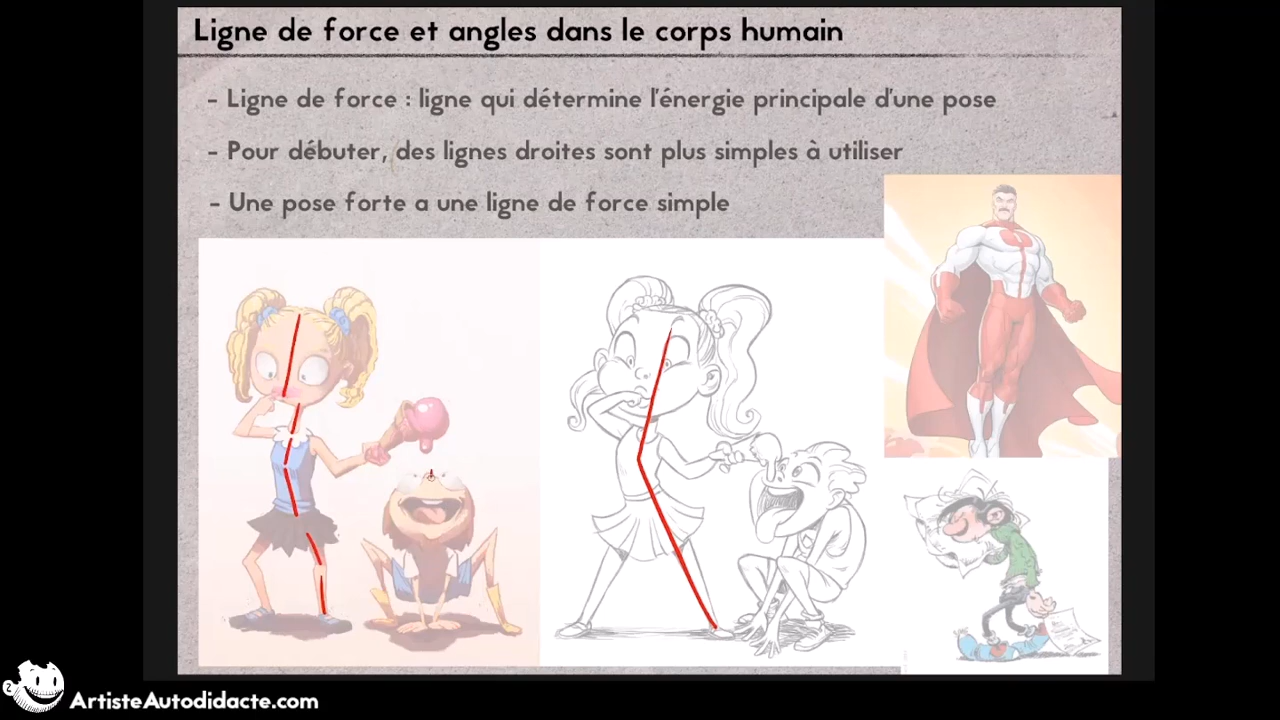 Ligne de force et angles dans le corps humain
- Ligne de force : ligne qui détermine l'énergie principale d'une pose
- Pour débuter, des lignes droites sont plus simples à utiliser
- Une pose forte a une ligne de force simple
ArtisteAutodidacte.com